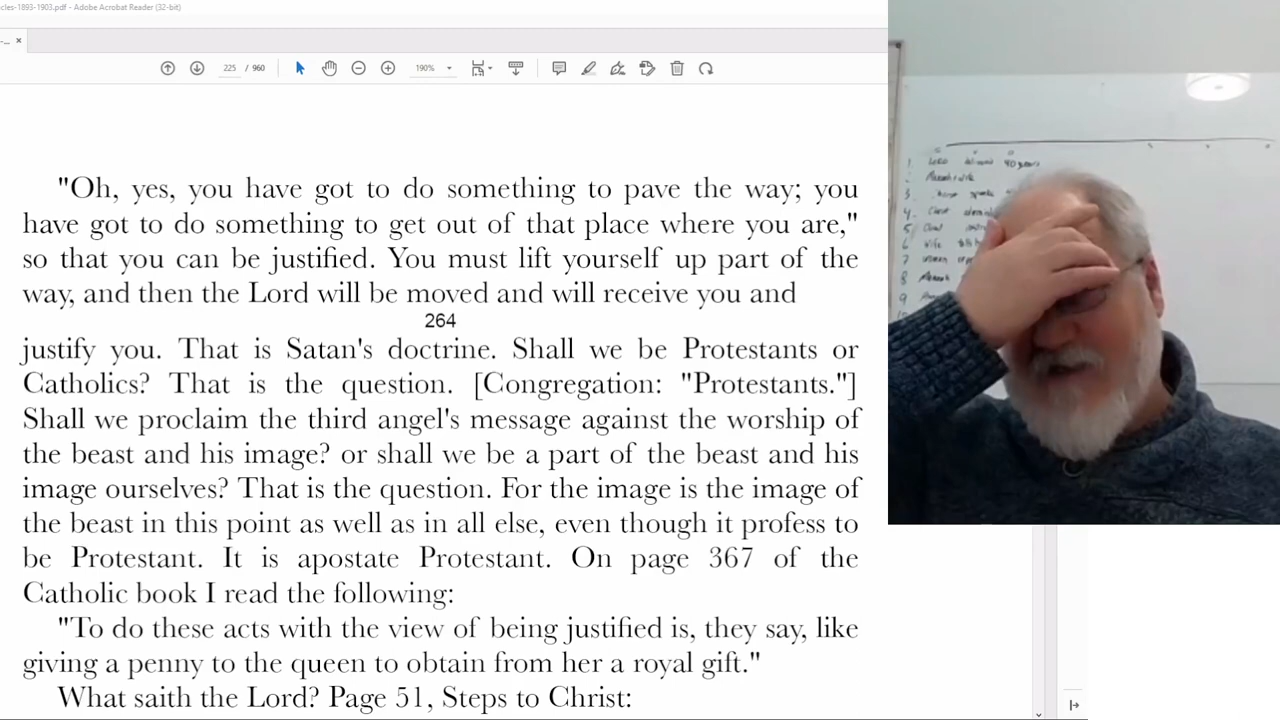 cles-1893-1903.pdf - Adobe Acrobat Reader (32-bit)
225 / 960
190%
"Oh, yes, you have got to do something to pave the way; you
have got to do something to get out of that place where you are,"
so that you can be justified. You must lift yourself up part of the
way, and then the Lord will be moved and will receive you and
264
justify you. That is Satan's doctrine. Shall we be Protestants or
Catholics? That is the question. [Congregation: "Protestants."]
Shall we proclaim the third angel's message against the worship of
the beast and his image? or shall we be a part of the beast and his
image ourselves? That is the question. For the image is the image of
the beast in this point as well as in all else, even though it profess to
be Protestant. It is apostate Protestant. On page 367 of the
Catholic book I read the following:
"To do these acts with the view of being justified is, they say, like
giving a penny to the queen to obtain from her a royal gift."
What saith the Lord? Page 51, Steps to Christ:
1
40 years
3
4
5
6
7
8
9